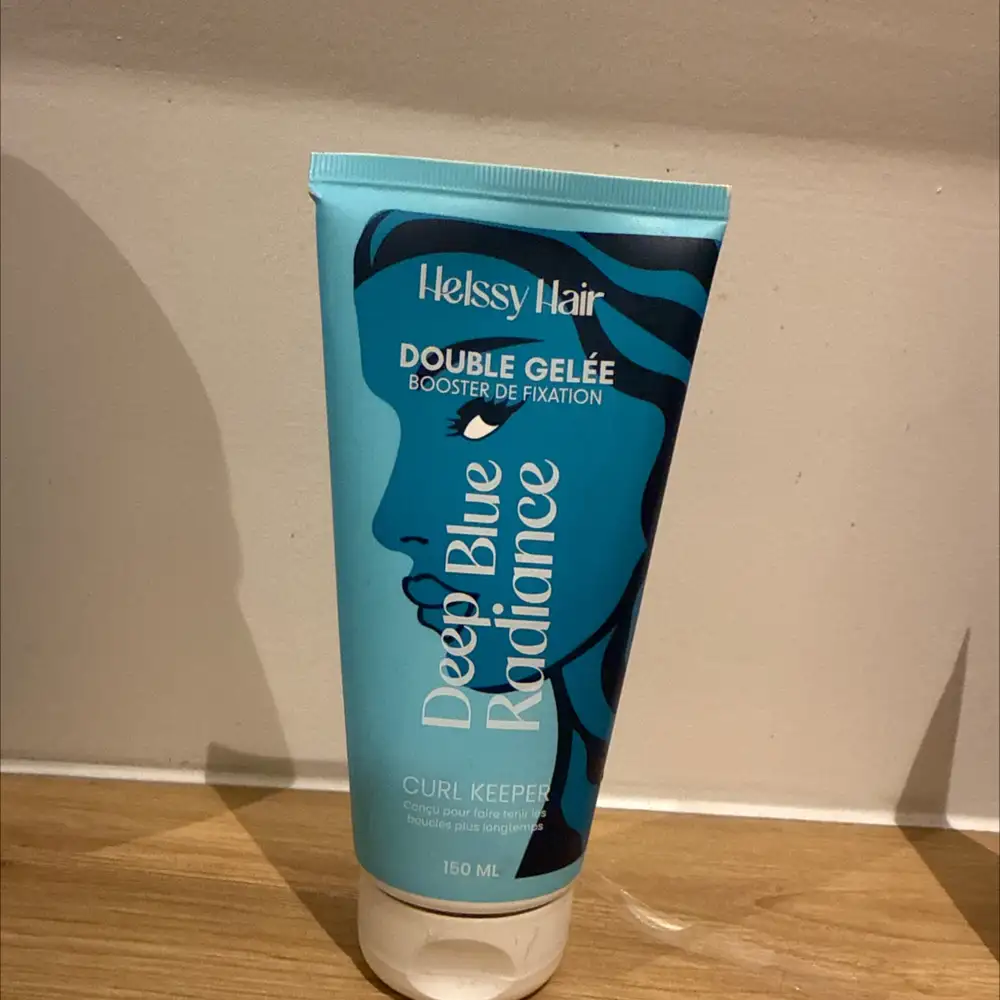 Helssy Hair
DOUBLE GELÉE
BOOSTER DE FIXATION
Deep Blue
Radiance
CURL KEEPER
Conçu pour faire tenir les
boucles plus longtemps
150 ML